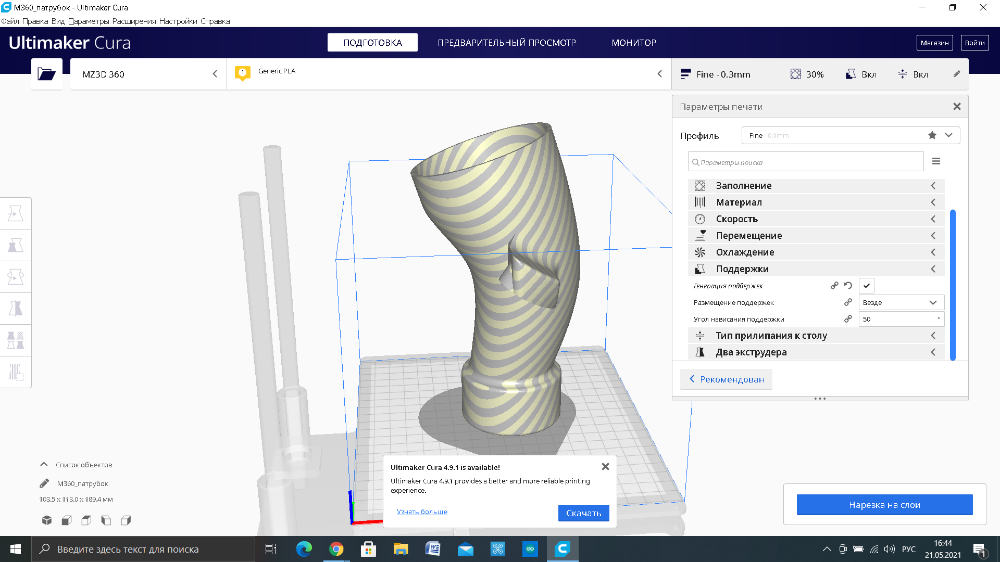 М360_патрубок - Ultimaker Cura
Файл Правка Вид Параметры Расширения Настройки Справка
Ultimaker Cura
ПОДГОТОВКА
ПРЕДВАРИТЕЛЬНЫЙ ПРОСМОТР
МОНИТОР
Магазин
Войти
MZ3D 360
1
Generic PLA
Fine - 0.3mm
30%
Вкл
Вкл
Параметры печати
Профиль
Fine - 0.1mm
Параметры поиска
Заполнение
Материал
Скорость
Перемещение
Охлаждение
Поддержки
Генерация поддержек
Размещение поддержек
Везде
Угол нависания поддержки
50 °
Тип прилипания к столу
Два экструдера
Рекомендован
Список объектов
М360_патрубок
103.5 x 113.0 x 189.4 мм
Ultimaker Cura 4.9.1 is available!
Ultimaker Cura 4.9.1 provides a better and more reliable printing
experience.
Узнать больше
Скачать
Нарезка на слои
Введите здесь текст для поиска
РУС
16:44
21.05.2021
1